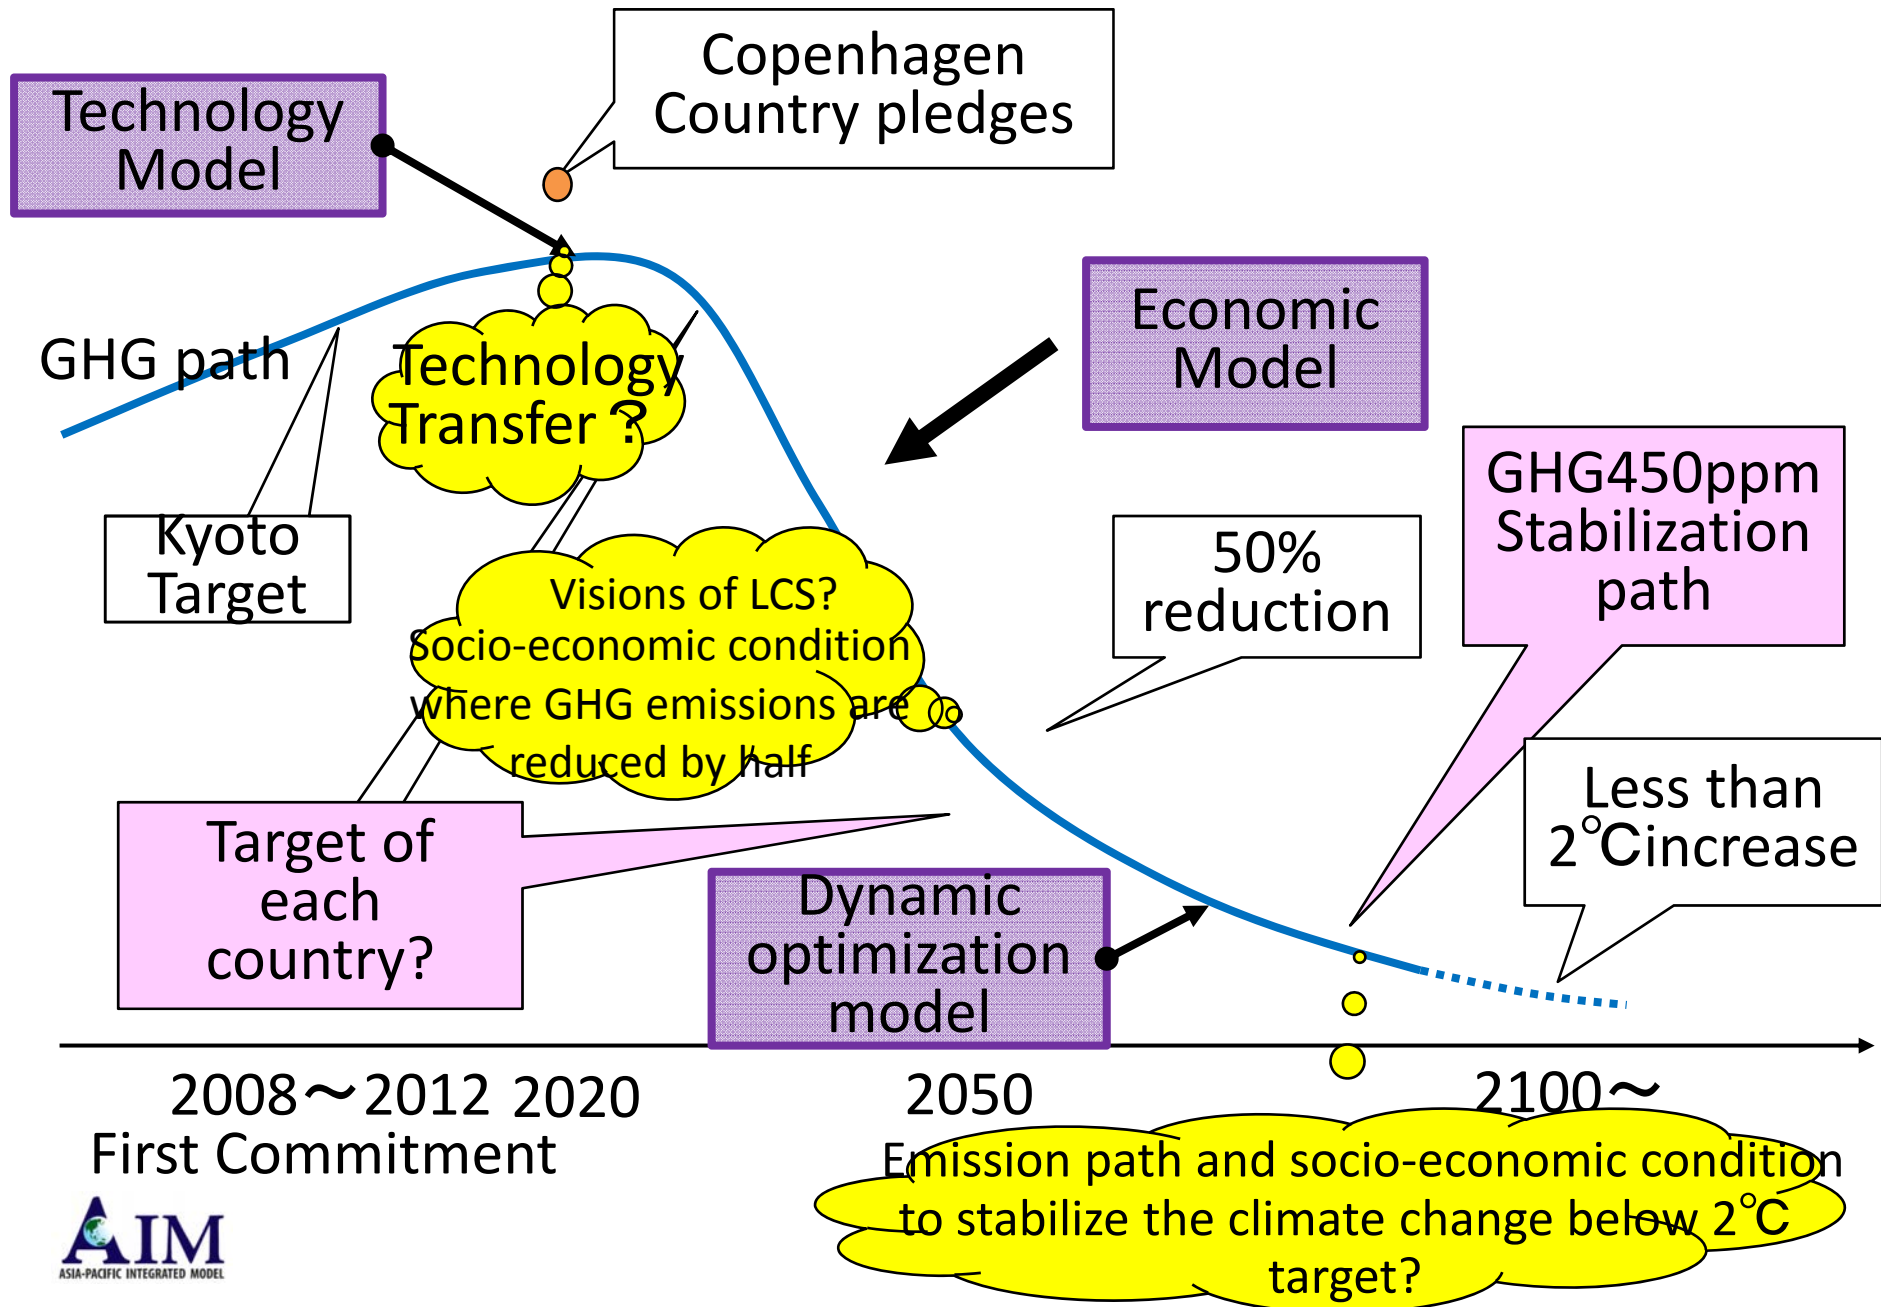 Copenhagen
Country pledges
Technology
Model
Economic
Model
GHG path
Technology
Transfer？
Kyoto
Target
GHG450ppm
Stabilization
path
50%
reduction
Visions of LCS?
Socio-economic condition
where GHG emissions are
reduced by half
Less than
2℃increase
Target of
each
country?
Dynamic
optimization
model
2008～2012
2020
2050
2100～
First Commitment
Emission path and socio-economic condition
to stabilize the climate change below 2℃
target?
AIM
ASIA-PACIFIC INTEGRATED MODEL